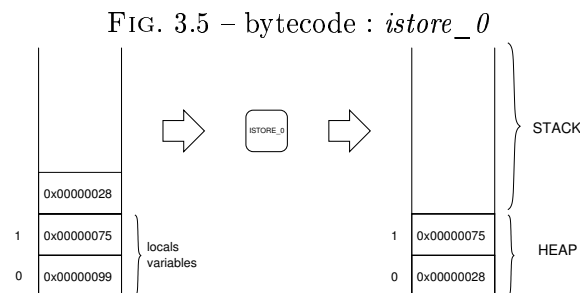 FIG. 3.5 – bytecode : istore_0
ISTORE_0
STACK
0x00000028
1 0x00000075
locals
variables
0 0x00000099
1 0x00000075
HEAP
0 0x00000028